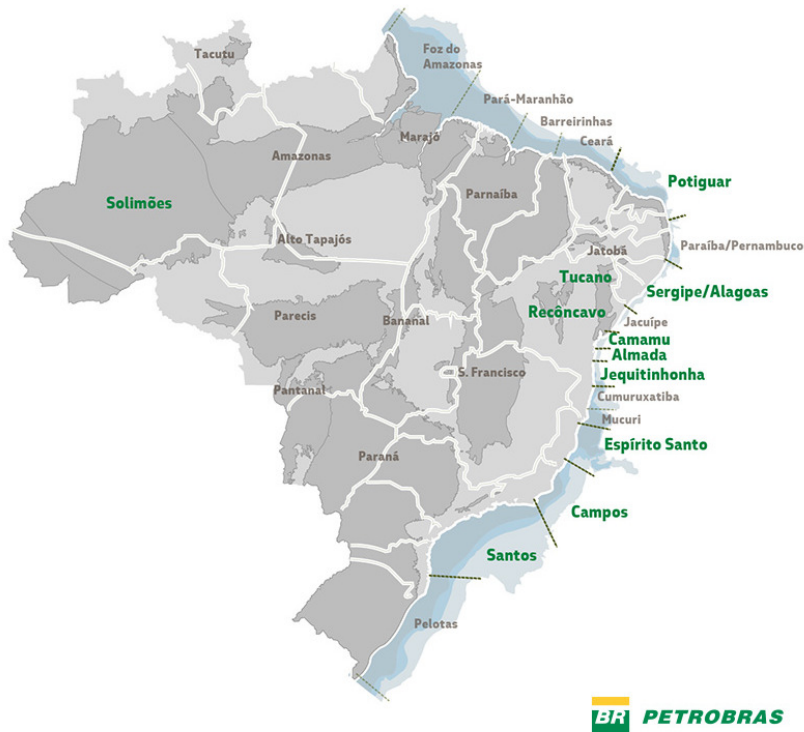 Tacutu
Foz do
Amazonas
Pará-Maranhão
Barreirinhas
Ceará
Marajó
Amazonas
Potiguar
Solimões
Parnaíba
Alto Tapajós
Jatobá
Paraíba/Pernambuco
Tucano
Sergipe/Alagoas
Recôncavo
Parecis
Bananal
Jacuípe
Camamu
Almada
S. Francisco
Jequitinhonha
Pantanal
Cumuruxatiba
Mucuri
Espírito Santo
Paraná
Campos
Santos
Pelotas
BR PETROBRAS